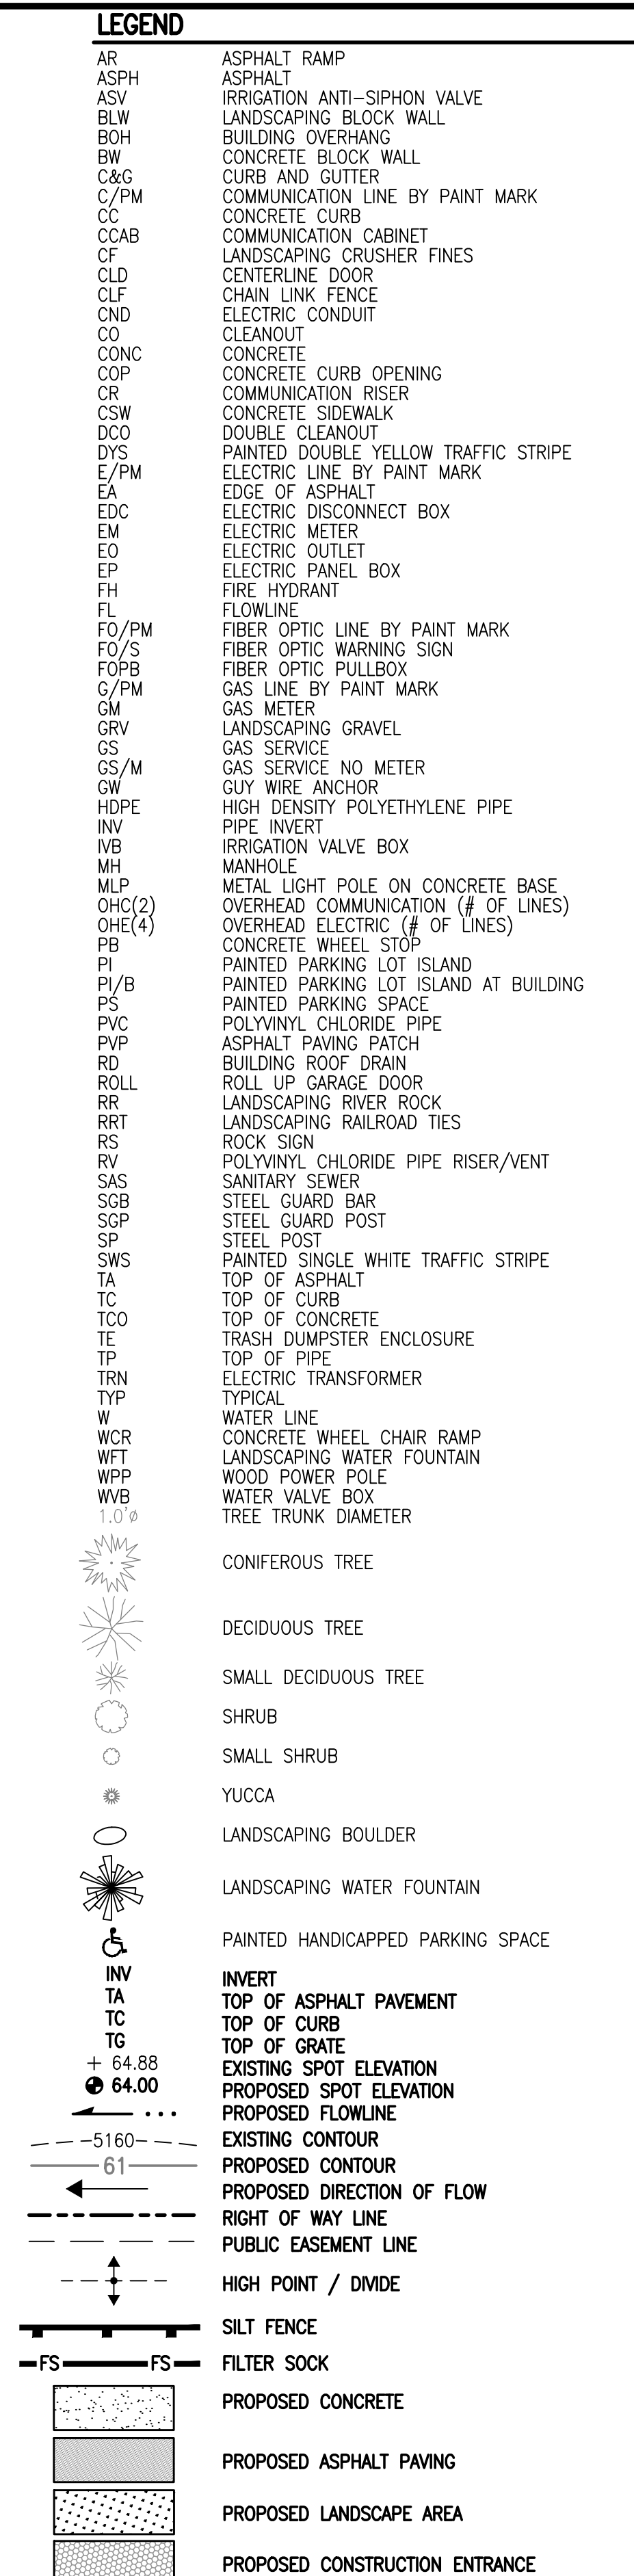 LEGEND
AR ASPHALT RAMP
ASPH ASPHALT
ASV IRRIGATION ANTI-SIPHON VALVE
BLW LANDSCAPING BLOCK WALL
BOH BUILDING OVERHANG
BW CONCRETE BLOCK WALL
C&G CURB AND GUTTER
C/PM COMMUNICATION LINE BY PAINT MARK
CC CONCRETE CURB
CCAB COMMUNICATION CABINET
CF LANDSCAPING CRUSHER FINES
CLD CENTERLINE DOOR
CLF CHAIN LINK FENCE
CND ELECTRIC CONDUIT
CO CLEANOUT
CONC CONCRETE
COP CONCRETE CURB OPENING
CR COMMUNICATION RISER
CSW CONCRETE SIDEWALK
DCO DOUBLE CLEANOUT
DYS PAINTED DOUBLE YELLOW TRAFFIC STRIPE
E/PM ELECTRIC LINE BY PAINT MARK
EA EDGE OF ASPHALT
EDC ELECTRIC DISCONNECT BOX
EM ELECTRIC METER
EO ELECTRIC OUTLET
EP ELECTRIC PANEL BOX
FH FIRE HYDRANT
FL FLOWLINE
FO/PM FIBER OPTIC LINE BY PAINT MARK
FO/S FIBER OPTIC WARNING SIGN
FOPB FIBER OPTIC PULLBOX
G/PM GAS LINE BY PAINT MARK
GM GAS METER
GRV LANDSCAPING GRAVEL
GS GAS SERVICE
GS/M GAS SERVICE NO METER
GW GUY WIRE ANCHOR
HDPE HIGH DENSITY POLYETHYLENE PIPE
INV PIPE INVERT
IVB IRRIGATION VALVE BOX
MH MANHOLE
MLP METAL LIGHT POLE ON CONCRETE BASE
OHC(2) OVERHEAD COMMUNICATION (# OF LINES)
OHE(4) OVERHEAD ELECTRIC (# OF LINES)
PB CONCRETE WHEEL STOP
PI PAINTED PARKING LOT ISLAND
PI/B PAINTED PARKING LOT ISLAND AT BUILDING
PS PAINTED PARKING SPACE
PVC POLYVINYL CHLORIDE PIPE
PVP ASPHALT PAVING PATCH
RD BUILDING ROOF DRAIN
ROLL ROLL UP GARAGE DOOR
RR LANDSCAPING RIVER ROCK
RRT LANDSCAPING RAILROAD TIES
RS ROCK SIGN
RV POLYVINYL CHLORIDE PIPE RISER/VENT
SAS SANITARY SEWER
SGB STEEL GUARD BAR
SGP STEEL GUARD POST
SP STEEL POST
SWS PAINTED SINGLE WHITE TRAFFIC STRIPE
TA TOP OF ASPHALT
TC TOP OF CURB
TCO TOP OF CONCRETE
TE TRASH DUMPSTER ENCLOSURE
TP TOP OF PIPE
TRN ELECTRIC TRANSFORMER
TYP TYPICAL
W WATER LINE
WCR CONCRETE WHEEL CHAIR RAMP
WFT LANDSCAPING WATER FOUNTAIN
WPP WOOD POWER POLE
WVB WATER VALVE BOX
1.0'ø TREE TRUNK DIAMETER
CONIFEROUS TREE
DECIDUOUS TREE
SMALL DECIDUOUS TREE
SHRUB
SMALL SHRUB
YUCCA
LANDSCAPING BOULDER
LANDSCAPING WATER FOUNTAIN
PAINTED HANDICAPPED PARKING SPACE
INV INVERT
TA TOP OF ASPHALT PAVEMENT
TC TOP OF CURB
TG TOP OF GRATE
+ 64.88 EXISTING SPOT ELEVATION
64.00 PROPOSED SPOT ELEVATION
PROPOSED FLOWLINE
5160 EXISTING CONTOUR
61 PROPOSED CONTOUR
PROPOSED DIRECTION OF FLOW
RIGHT OF WAY LINE
PUBLIC EASEMENT LINE
HIGH POINT / DIVIDE
SILT FENCE
FS FS FILTER SOCK
PROPOSED CONCRETE
PROPOSED ASPHALT PAVING
PROPOSED LANDSCAPE AREA
PROPOSED CONSTRUCTION ENTRANCE